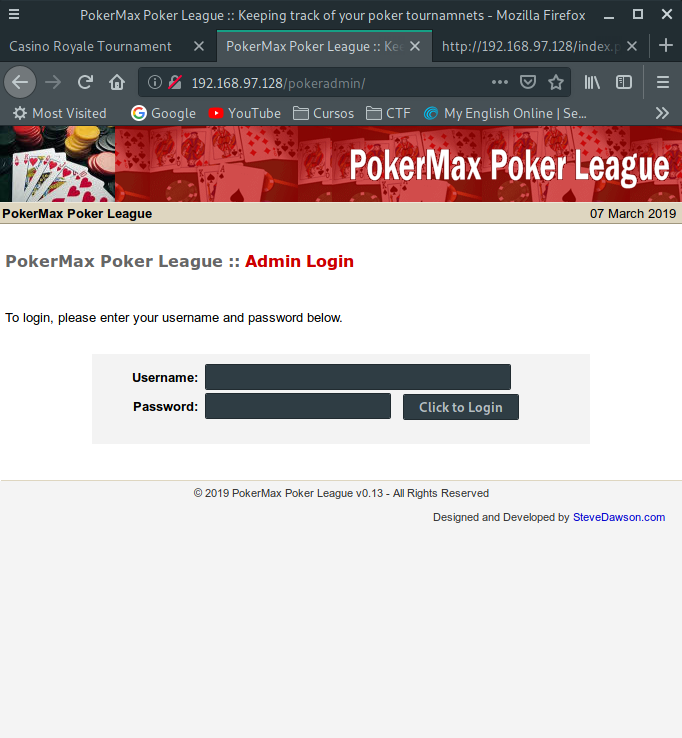 PokerMax Poker League :: Keeping track of your poker tournamnets - Mozilla Firefox
Casino Royale Tournament
PokerMax Poker League :: Kee
http://192.168.97.128/index.p
192.168.97.128/pokeradmin/
Most Visited
Google
YouTube
Cursos
CTF
My English Online | Se...
PokerMax Poker League
PokerMax Poker League
07 March 2019
PokerMax Poker League :: Admin Login
To login, please enter your username and password below.
Username:
Password:
Click to Login
© 2019 PokerMax Poker League v0.13 - All Rights Reserved
Designed and Developed by SteveDawson.com